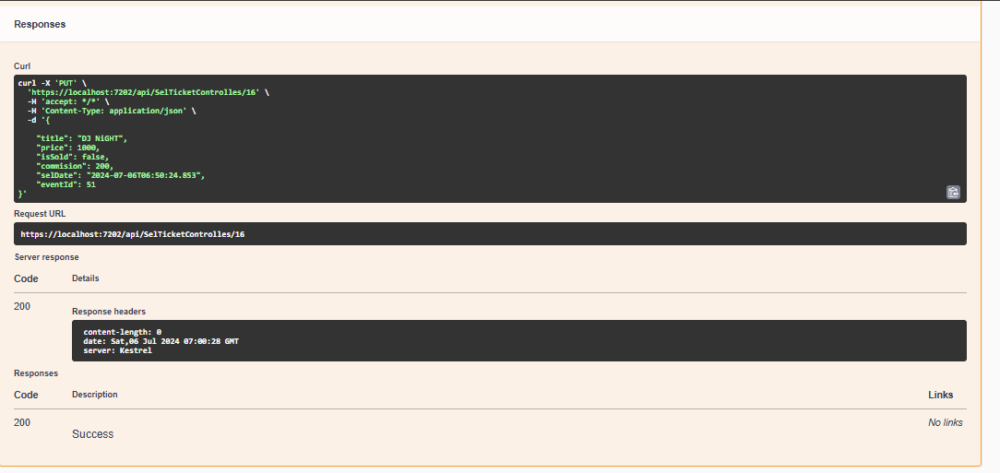 Responses
Curl
curl -X 'PUT' \
'https://localhost:7202/api/SelTicketControlles/16' \
-H 'accept: */*' \
-H 'Content-Type: application/json' \
-d '{
"title": "DJ NiGHT",
"price": 1000,
"isSold": false,
"commision": 200,
"selDate": "2024-07-06T06:50:24.853",
"eventId": 51
}'
Request URL
https://localhost:7202/api/SelTicketControlles/16
Server response
Code Details
200
Response headers
content-length: 0
date: Sat,06 Jul 2024 07:00:28 GMT
server: Kestrel
Responses
Code Description Links
200 No links
Success